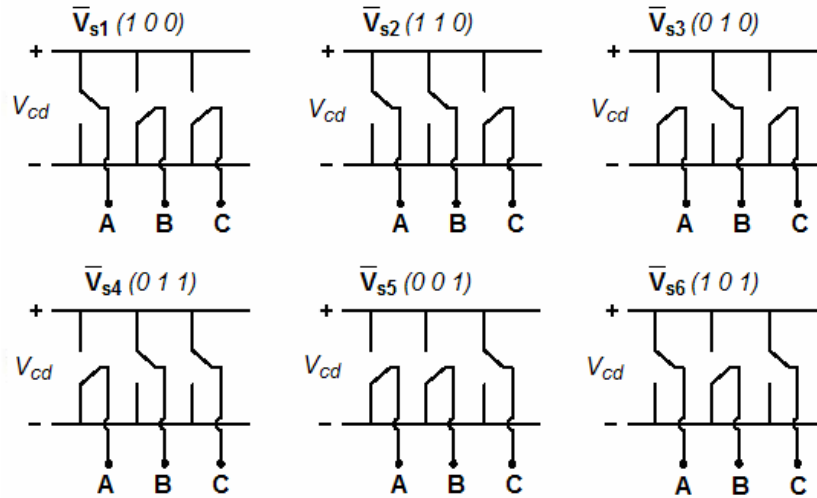 V̅s1 (1 0 0) V̅s2 (1 1 0) V̅s3 (0 1 0)
+ + +
Vcd Vcd Vcd
− − −
A B C A B C A B C
V̅s4 (0 1 1) V̅s5 (0 0 1) V̅s6 (1 0 1)
+ + +
Vcd Vcd Vcd
− − −
A B C A B C A B C